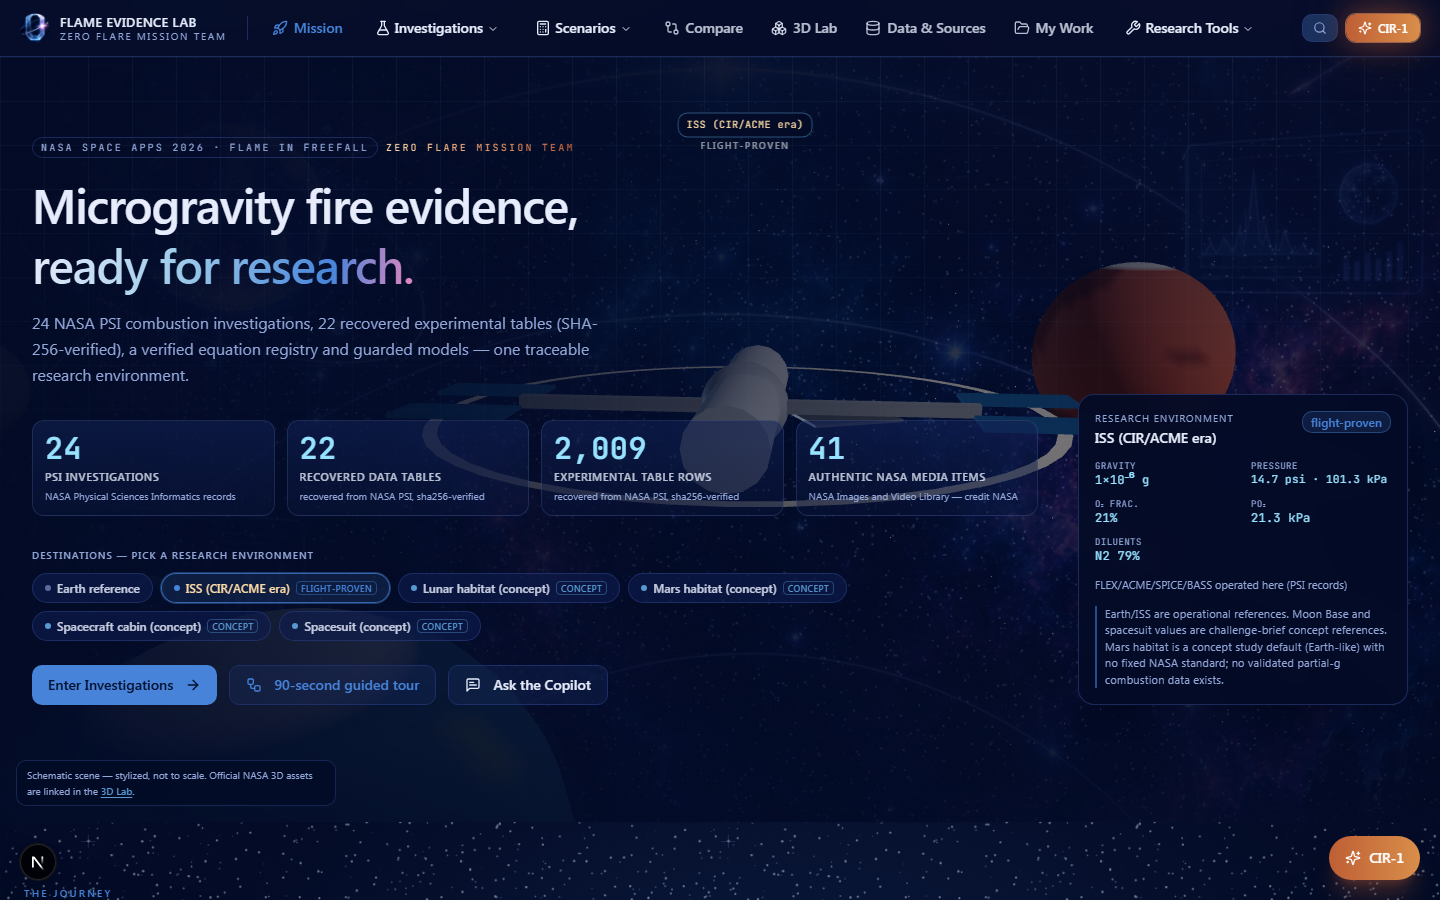 FLAME EVIDENCE LAB
ZERO FLARE MISSION TEAM
Mission
Investigations
Scenarios
Compare
3D Lab
Data & Sources
My Work
Research Tools
CIR-1
ISS (CIR/ACME era)
FLIGHT-PROVEN
NASA SPACE APPS 2026 · FLAME IN FREEFALL
ZERO FLARE MISSION TEAM
Microgravity fire evidence,
ready for research.
24 NASA PSI combustion investigations, 22 recovered experimental tables (SHA-
256-verified), a verified equation registry and guarded models — one traceable
research environment.
24
PSI INVESTIGATIONS
NASA Physical Sciences Informatics records
22
RECOVERED DATA TABLES
recovered from NASA PSI, sha256-verified
2,009
EXPERIMENTAL TABLE ROWS
recovered from NASA PSI, sha256-verified
41
AUTHENTIC NASA MEDIA ITEMS
NASA Images and Video Library — credit NASA
RESEARCH ENVIRONMENT
flight-proven
ISS (CIR/ACME era)
GRAVITY
1×10⁻⁶ g
PRESSURE
14.7 psi · 101.3 kPa
O₂ FRAC.
21%
PO₂
21.3 kPa
DILUENTS
N2 79%
FLEX/ACME/SPICE/BASS operated here (PSI records)
Earth/ISS are operational references. Moon Base and
spacesuit values are challenge-brief concept references.
Mars habitat is a concept study default (Earth-like) with
no fixed NASA standard; no validated partial-g
combustion data exists.
DESTINATIONS — PICK A RESEARCH ENVIRONMENT
Earth reference
ISS (CIR/ACME era) FLIGHT-PROVEN
Lunar habitat (concept) CONCEPT
Mars habitat (concept) CONCEPT
Spacecraft cabin (concept) CONCEPT
Spacesuit (concept) CONCEPT
Enter Investigations
90-second guided tour
Ask the Copilot
Schematic scene — stylized, not to scale. Official NASA 3D assets
are linked in the 3D Lab.
N
CIR-1
THE JOURNEY